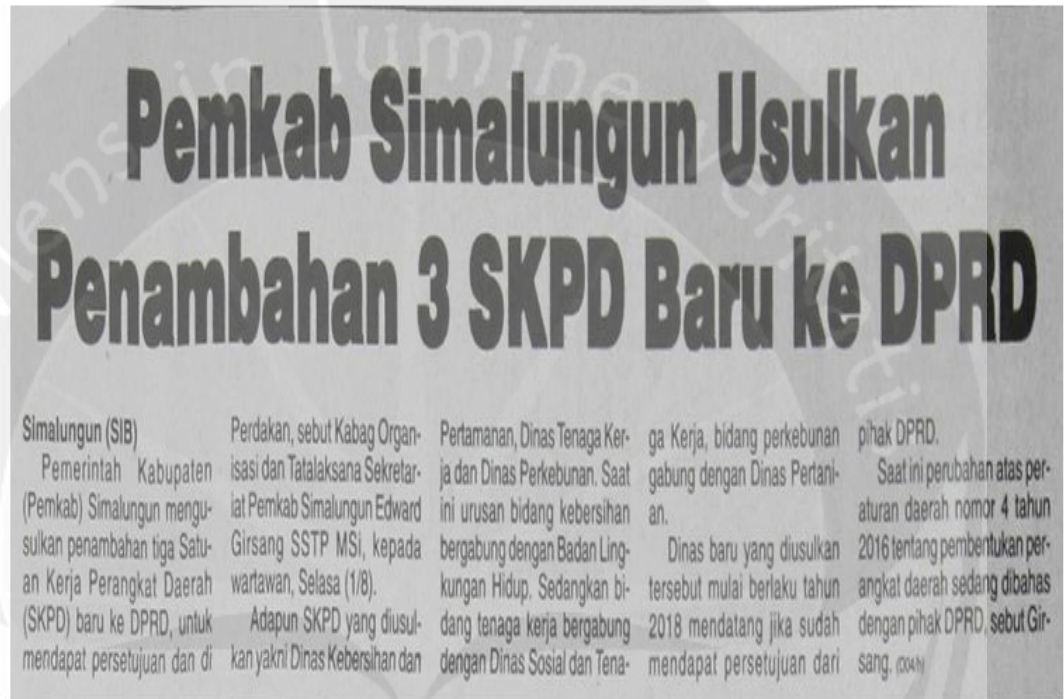 Pemkab Simalungun Usulkan
Penambahan 3 SKPD Baru ke DPRD
Simalungun (SIB)
Pemerintah Kabupaten
(Pemkab) Simalungun mengu-
sulkan penambahan tiga Satu-
an Kerja Perangkat Daerah
(SKPD) baru ke DPRD, untuk
mendapat persetujuan dan di
Perdakan, sebut Kabag Organ-
isasi dan Tatalaksana Sekretar-
iat Pemkab Simalungun Edward
Girsang SSTP MSi, kepada
wartawan, Selasa (1/8).
Adapun SKPD yang diusul-
kan yakni Dinas Kebersihan dan
Pertamanan, Dinas Tenaga Ker-
ja dan Dinas Perkebunan. Saat
ini urusan bidang kebersihan
bergabung dengan Badan Ling-
kungan Hidup. Sedangkan bi-
dang tenaga kerja bergabung
dengan Dinas Sosial dan Tena-
ga Kerja, bidang perkebunan
gabung dengan Dinas Pertani-
an.
Dinas baru yang diusulkan
tersebut mulai berlaku tahun
2018 mendatang jika sudah
mendapat persetujuan dari
pihak DPRD.
Saat ini perubahan atas per-
aturan daerah nomor 4 tahun
2016 tentang pembentukan per-
angkat daerah sedang dibahas
dengan pihak DPRD, sebut Gir-
sang.
lumine veritatis